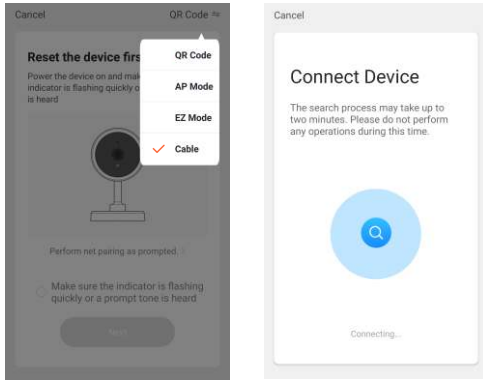 Cancel
QR Code
Reset the device firs
Power the device on and mak
indicator is flashing quickly o
is heard
QR Code
AP Mode
EZ Mode
Cable
Perform net pairing as prompted.
Make sure the indicator is flashing
quickly or a prompt tone is heard
Next
Cancel
Connect Device
The search process may take up to
two minutes. Please do not perform
any operations during this time.
Connecting...